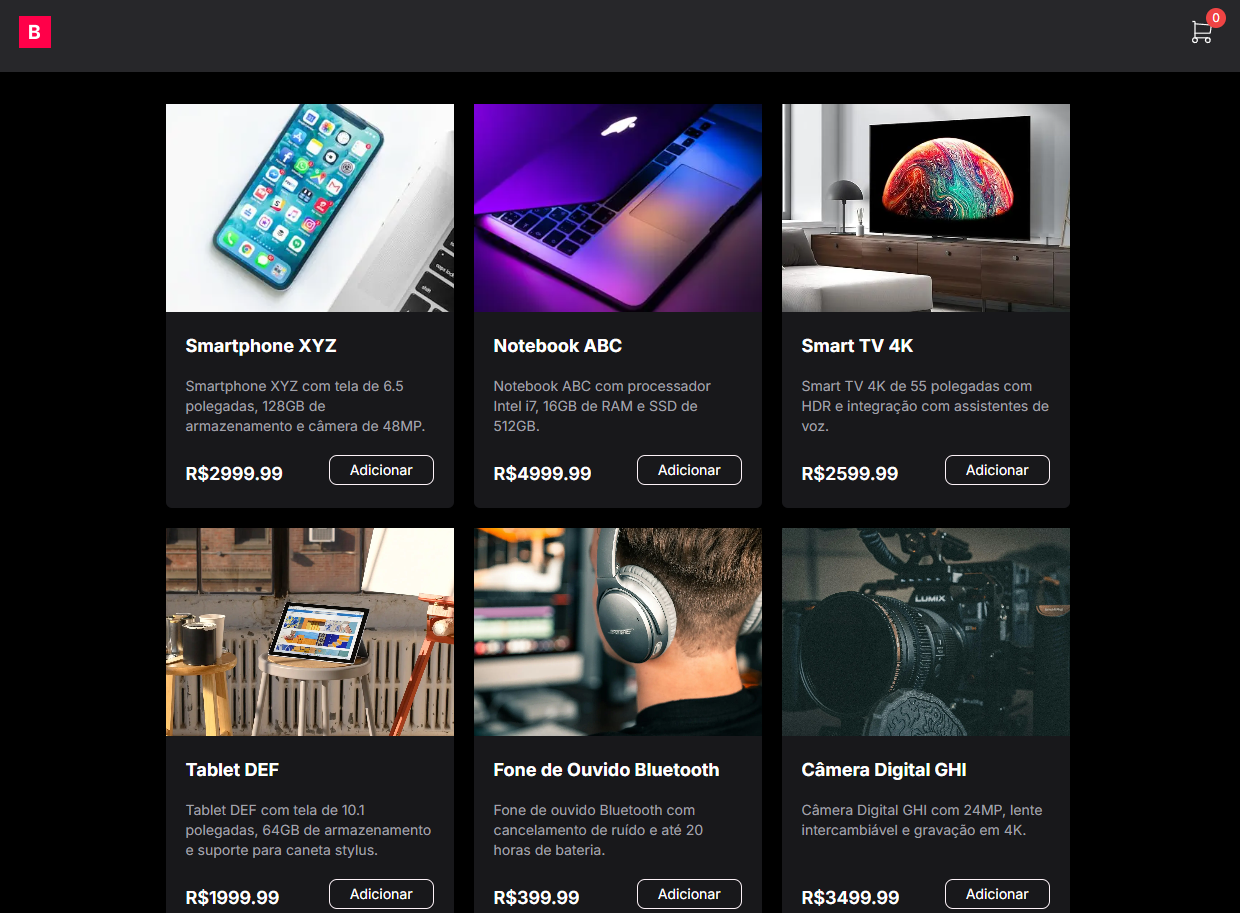 B
0
Smartphone XYZ
Smartphone XYZ com tela de 6.5
polegadas, 128GB de
armazenamento e câmera de 48MP.
R$2999.99
Adicionar
Notebook ABC
Notebook ABC com processador
Intel i7, 16GB de RAM e SSD de
512GB.
R$4999.99
Adicionar
Smart TV 4K
Smart TV 4K de 55 polegadas com
HDR e integração com assistentes de
voz.
R$2599.99
Adicionar
Tablet DEF
Tablet DEF com tela de 10.1
polegadas, 64GB de armazenamento
e suporte para caneta stylus.
R$1999.99
Adicionar
Fone de Ouvido Bluetooth
Fone de ouvido Bluetooth com
cancelamento de ruído e até 20
horas de bateria.
R$399.99
Adicionar
LUMIX
Câmera Digital GHI
Câmera Digital GHI com 24MP, lente
intercambiável e gravação em 4K.
R$3499.99
Adicionar